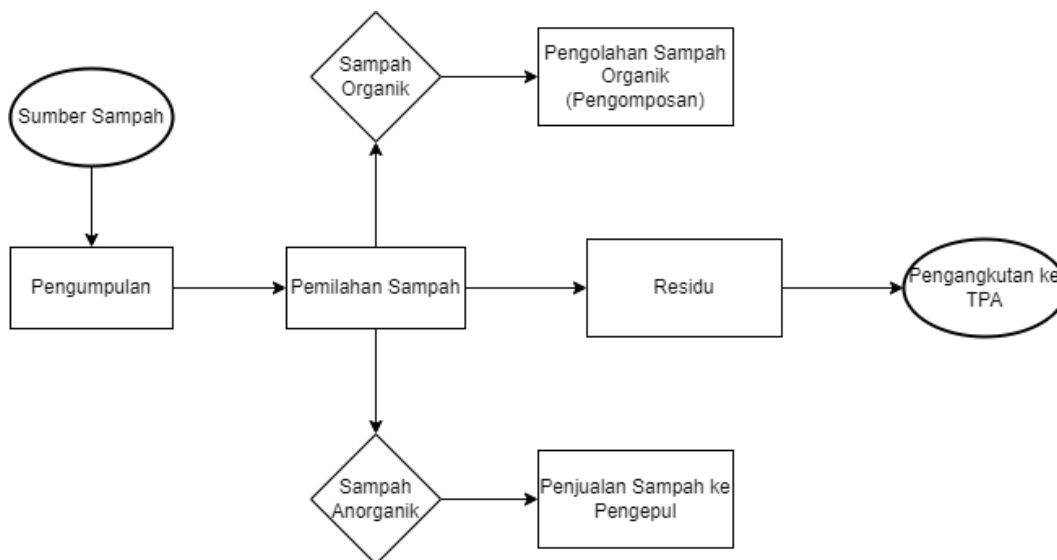 Sampah
Organik
Pengolahan Sampah
Organik
(Pengomposan)
Sumber Sampah
Pengumpulan
Pemilahan Sampah
Residu
Pengangkutan ke
TPA
Sampah
Anorganik
Penjualan Sampah ke
Pengepul